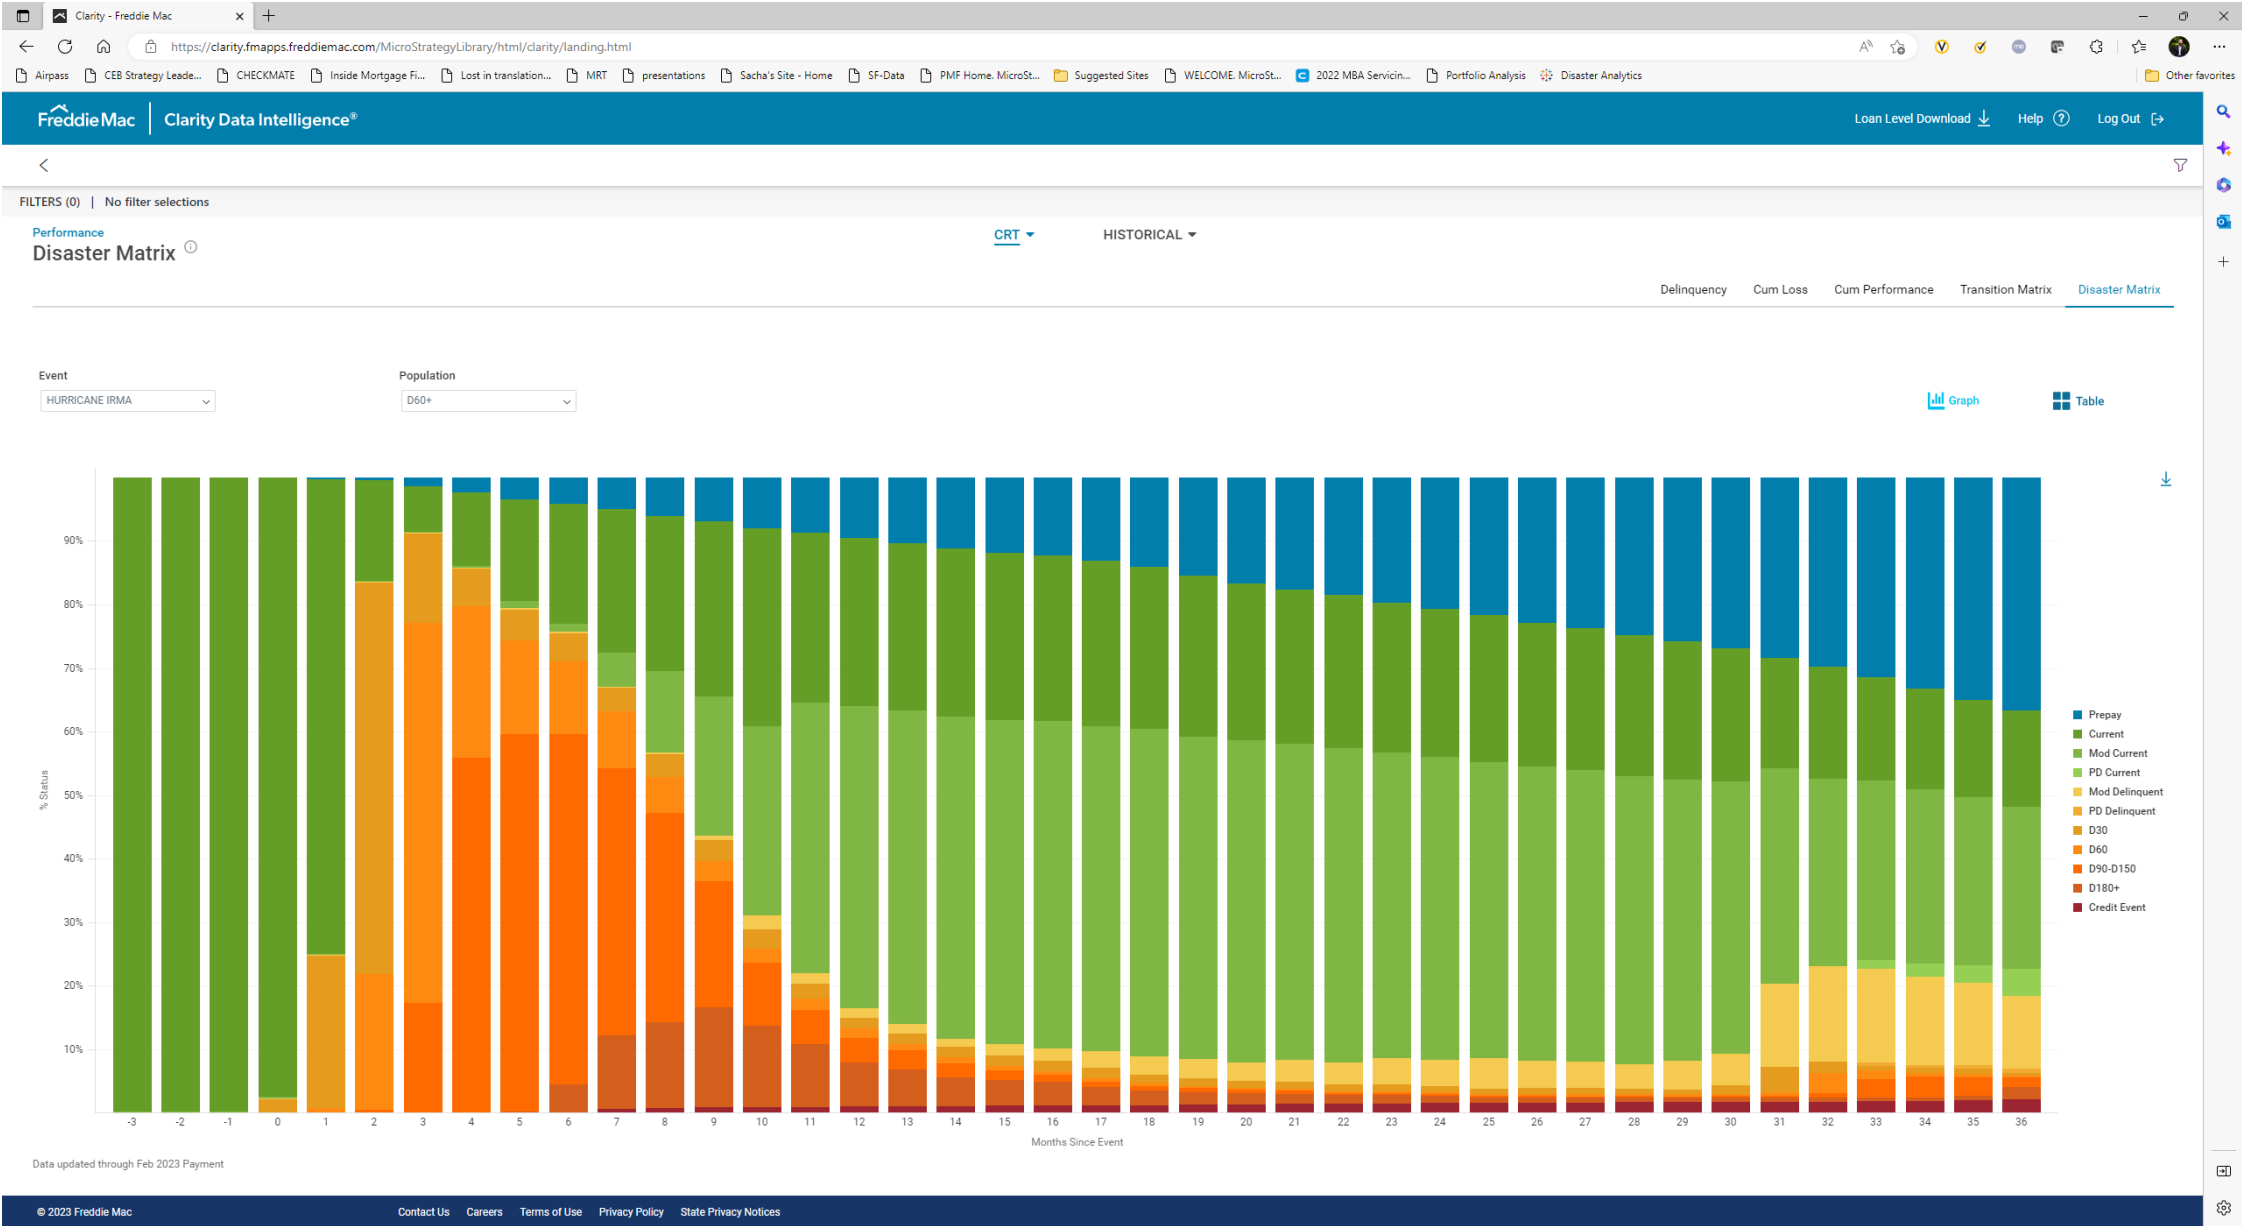 Clarity - Freddie Mac
https://clarity.fmapps.freddiemac.com/MicroStrategyLibrary/html/clarity/landing.html
Airpass CEB Strategy Leade... CHECKMATE Inside Mortgage Fi... Lost in translation... MRT presentations Sacha's Site - Home SF-Data PMF Home. MicroSt... Suggested Sites WELCOME. MicroSt... 2022 MBA Servicin... Portfolio Analysis Disaster Analytics Other favorites
Freddie Mac Clarity Data Intelligence® Loan Level Download Help Log Out
FILTERS (0) | No filter selections
Performance
Disaster Matrix
CRT HISTORICAL
Delinquency Cum Loss Cum Performance Transition Matrix Disaster Matrix
Event Population
HURRICANE IRMA D60+
Graph Table
90%
80%
70%
60%
50%
40%
30%
20%
10%
% Status
Prepay
Current
Mod Current
PD Current
Mod Delinquent
PD Delinquent
D30
D60
D90-D150
D180+
Credit Event
-3 -2 -1 0 1 2 3 4 5 6 7 8 9 10 11 12 13 14 15 16 17 18 19 20 21 22 23 24 25 26 27 28 29 30 31 32 33 34 35 36
Months Since Event
Data updated through Feb 2023 Payment
© 2023 Freddie Mac Contact Us Careers Terms of Use Privacy Policy State Privacy Notices